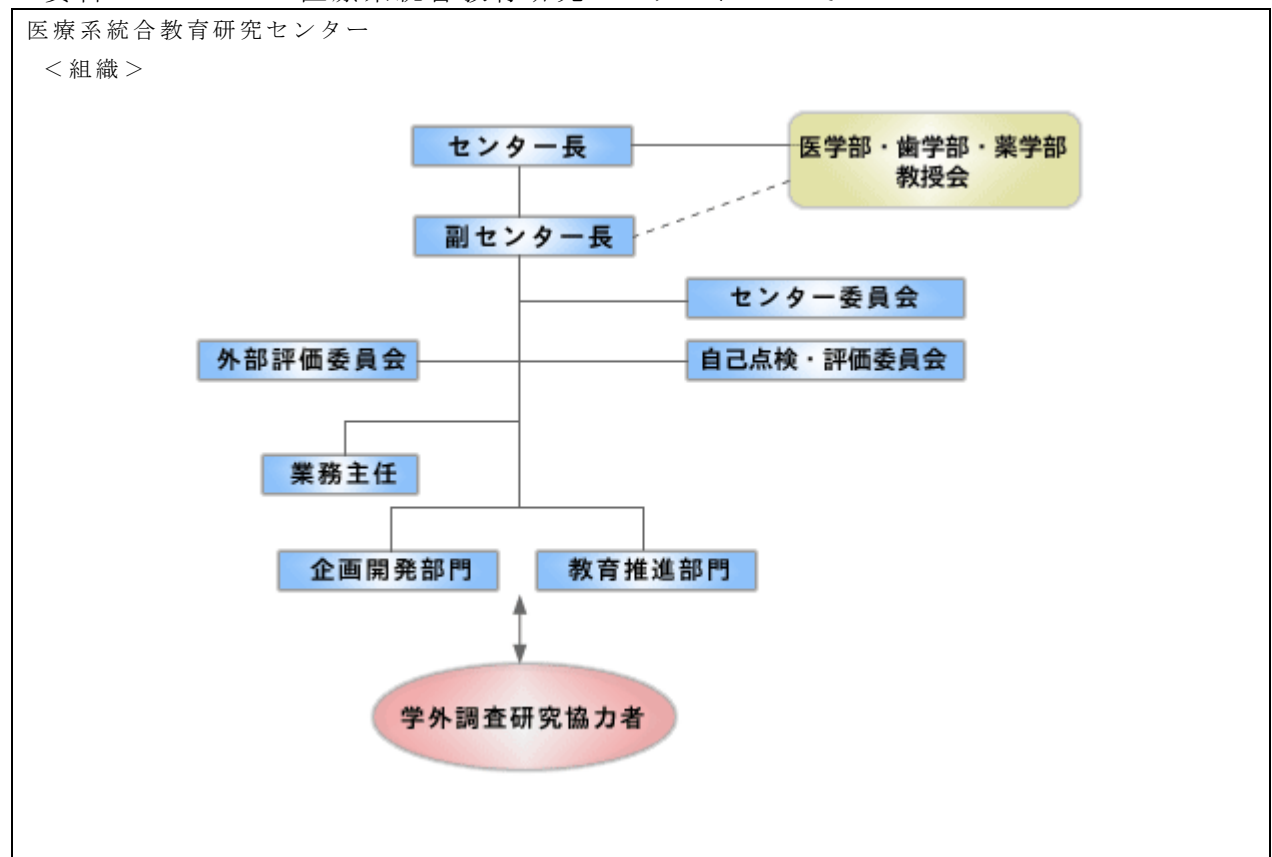 医療系統合教育研究センター
＜組織＞
センター長
医学部・歯学部・薬学部
教授会
副センター長
センター委員会
外部評価委員会
自己点検・評価委員会
業務主任
企画開発部門
教育推進部門
学外調査研究協力者